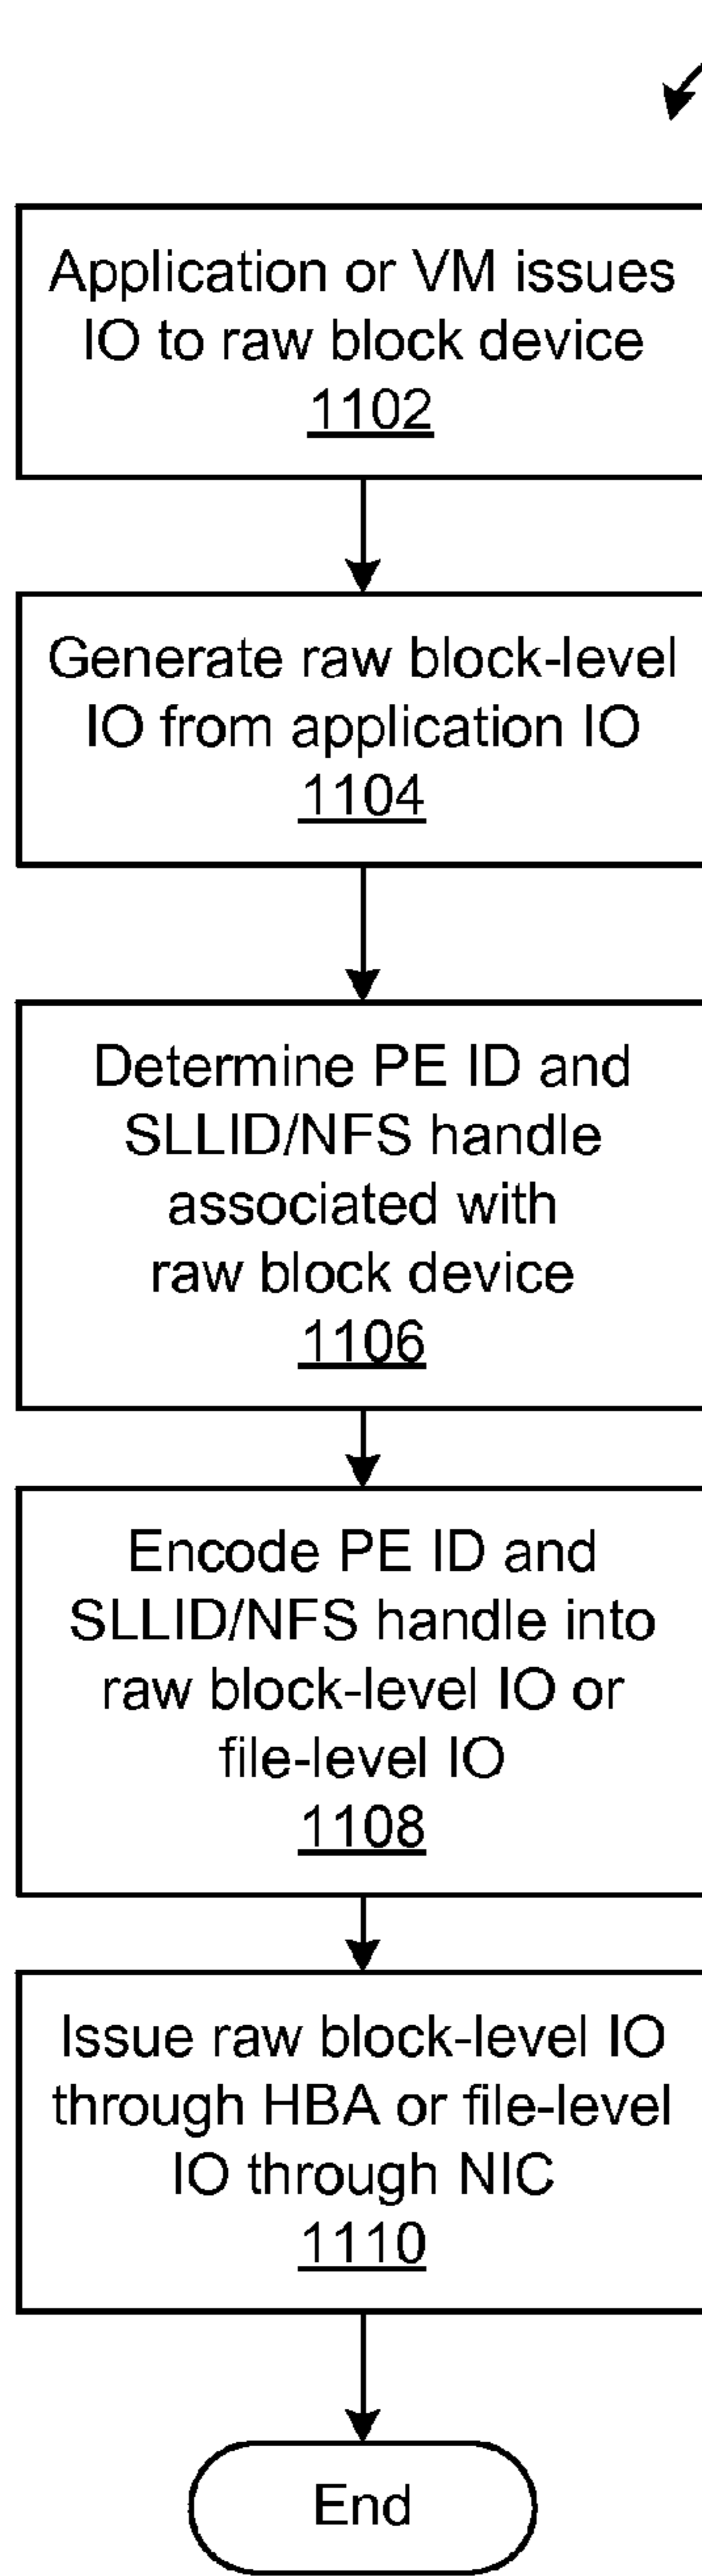 Application or VM issues
IO to raw block device
1102
Generate raw block-level
IO from application IO
1104
Determine PE ID and
SLLID/NFS handle
associated with
raw block device
1106
Encode PE ID and
SLLID/NFS handle into
raw block-level IO or
file-level IO
1108
Issue raw block-level IO
through HBA or file-level
IO through NIC
1110
End